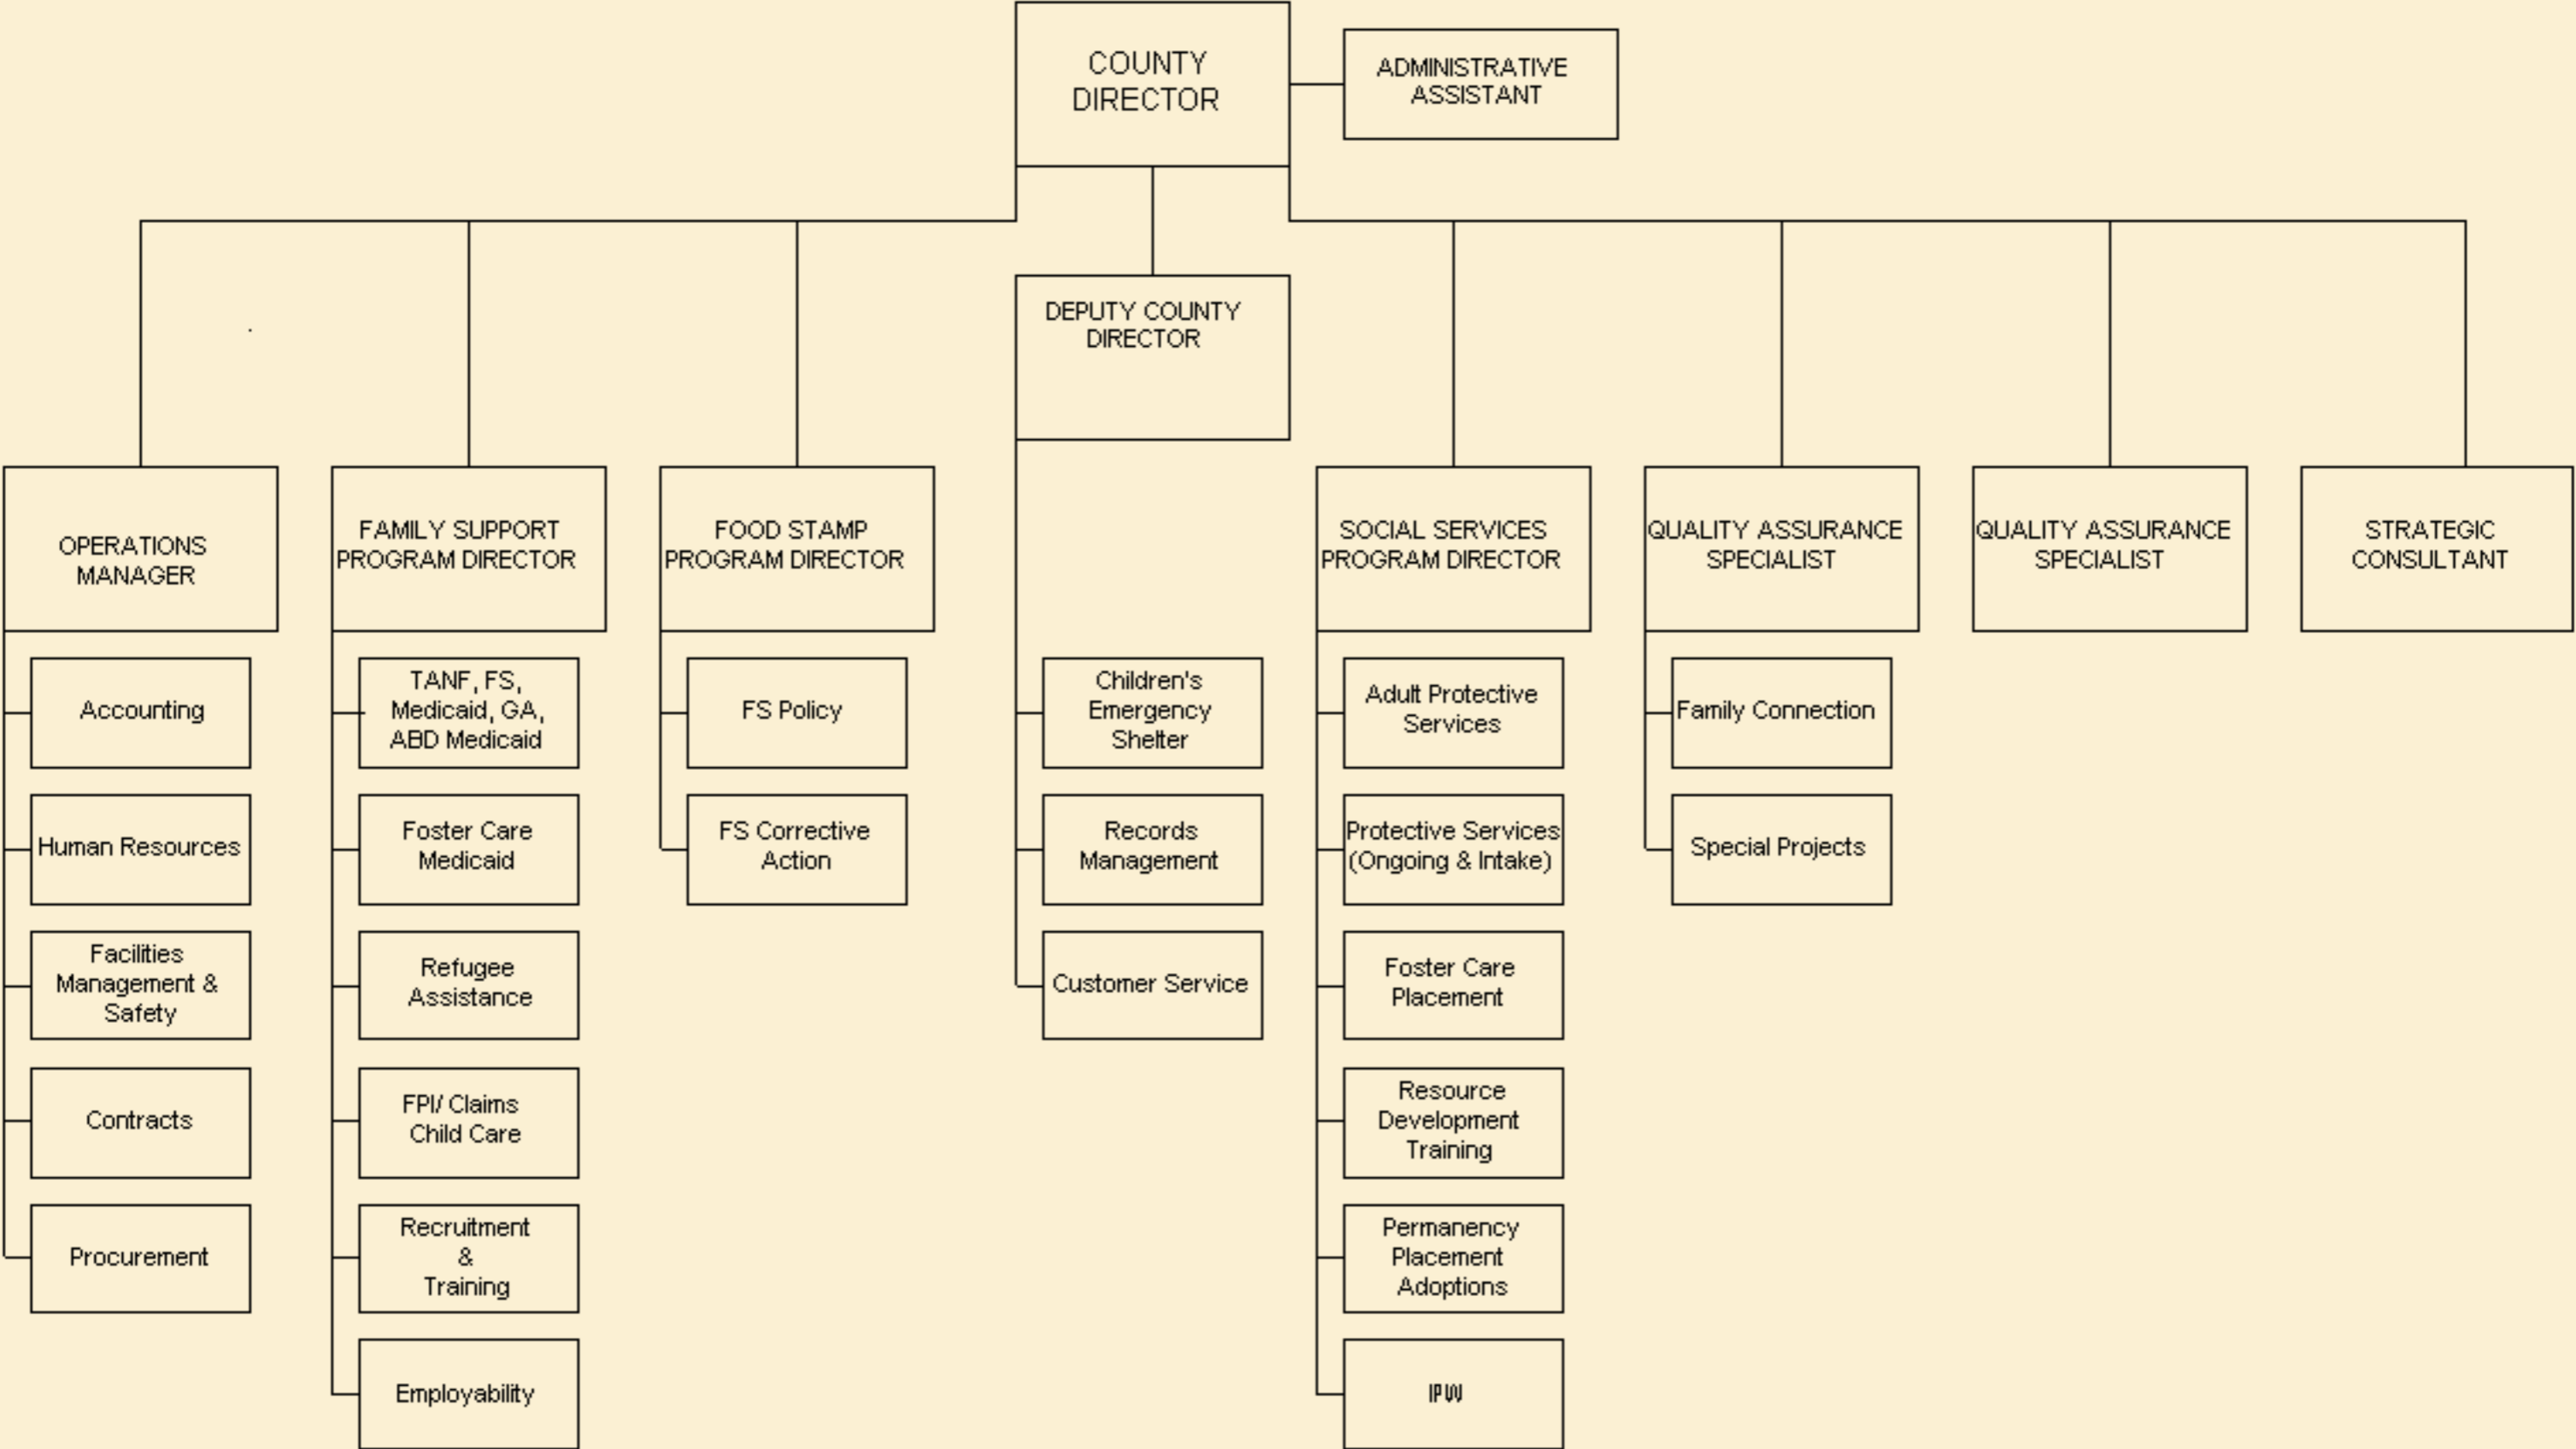 COUNTY
DIRECTOR
ADMINISTRATIVE
ASSISTANT
DEPUTY COUNTY
DIRECTOR
OPERATIONS
MANAGER
FAMILY SUPPORT
PROGRAM DIRECTOR
FOOD STAMP
PROGRAM DIRECTOR
SOCIAL SERVICES
PROGRAM DIRECTOR
QUALITY ASSURANCE
SPECIALIST
QUALITY ASSURANCE
SPECIALIST
STRATEGIC
CONSULTANT
Accounting
Human Resources
Facilities
Management &
Safety
Contracts
Procurement
TANF, FS,
Medicaid, GA,
ABD Medicaid
Foster Care
Medicaid
Refugee
Assistance
FPI/ Claims
Child Care
Recruitment
&
Training
Employability
FS Policy
FS Corrective
Action
Children's
Emergency
Shelter
Records
Management
Customer Service
Adult Protective
Services
Protective Services
(Ongoing & Intake)
Foster Care
Placement
Resource
Development
Training
Permanency
Placement
Adoptions
IPW
Family Connection
Special Projects